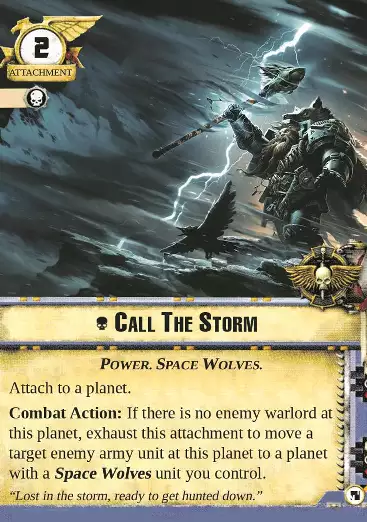 2
ATTACHMENT
CALL THE STORM
POWER. SPACE WOLVES.
Attach to a planet.
Combat Action: If there is no enemy warlord at
this planet, exhaust this attachment to move a
target enemy army unit at this planet to a planet
with a Space Wolves unit you control.
“Lost in the storm, ready to get hunted down.”